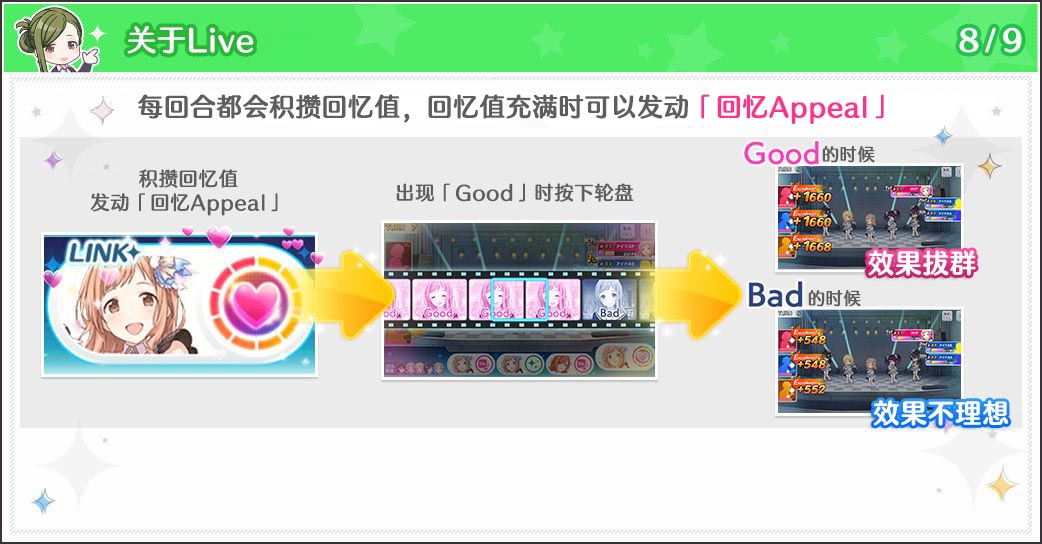 关于Live
8/9
每回合都会积攒回忆值，回忆值充满时可以发动「回忆Appeal」
积攒回忆值
发动「回忆Appeal」
LINK
出现「Good」时按下轮盘
TURN 7
Good
Good
Good
Bad
Good的时候
+1660
+1660
+1668
效果拔群
Bad的时候
+548
+548
+552
效果不理想